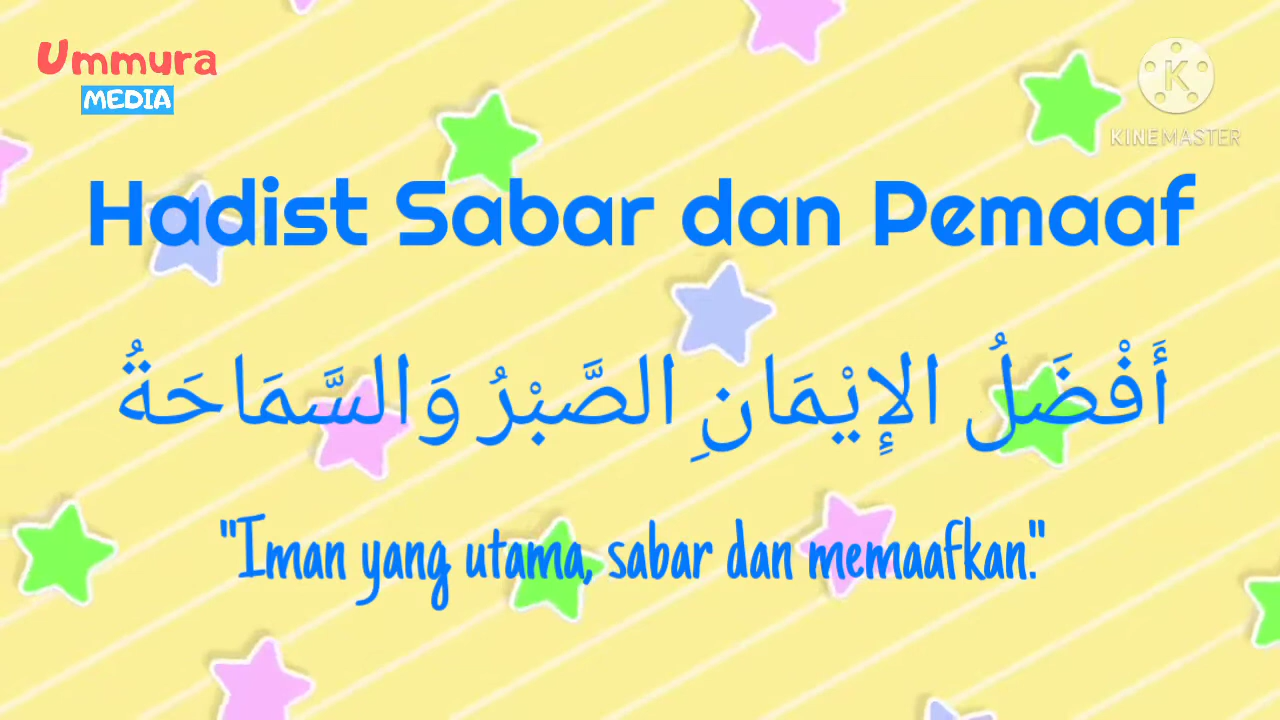 Ummura
MEDIA
K
KINEMASTER
Hadist Sabar dan Pemaaf
أَفْضَلُ الإِيْمَانِ الصَّبْرُ وَالسَّمَاحَةُ
"Iman yang utama, sabar dan memaafkan."